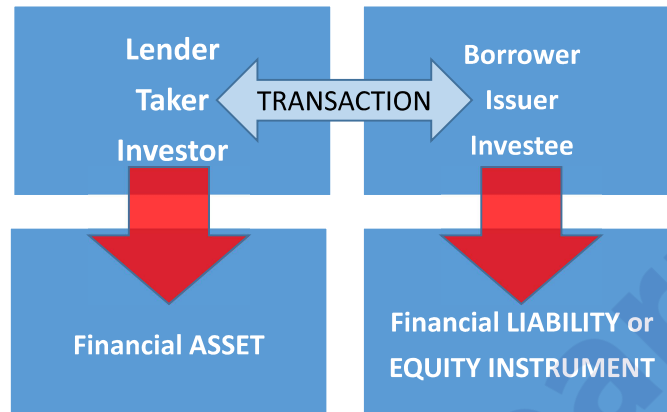 Lender
Taker
Investor
TRANSACTION
Borrower
Issuer
Investee
Financial ASSET
Financial LIABILITY or
EQUITY INSTRUMENT